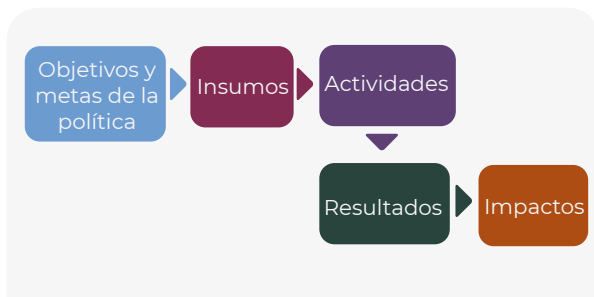 Objetivos y
metas de la
política
Insumos
Actividades
Resultados
Impactos